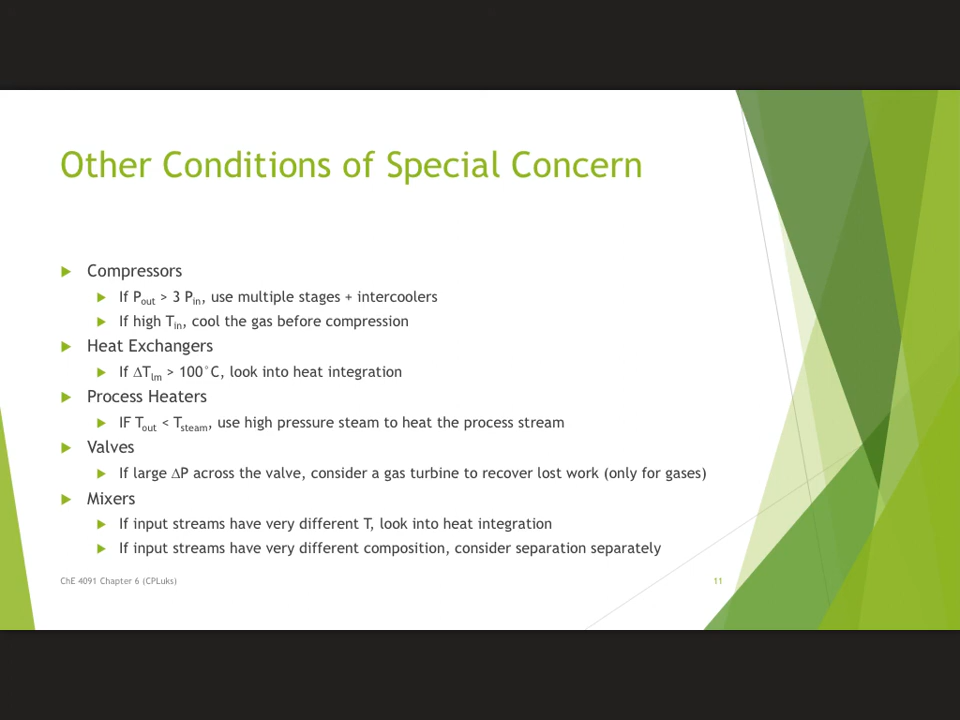 Other Conditions of Special Concern
Compressors
If Pout > 3 Pin, use multiple stages + intercoolers
If high Tin, cool the gas before compression
Heat Exchangers
If ΔTlm > 100°C, look into heat integration
Process Heaters
IF Tout < Tsteam, use high pressure steam to heat the process stream
Valves
If large ΔP across the valve, consider a gas turbine to recover lost work (only for gases)
Mixers
If input streams have very different T, look into heat integration
If input streams have very different composition, consider separation separately
ChE 4091 Chapter 6 (CPLuks)
11